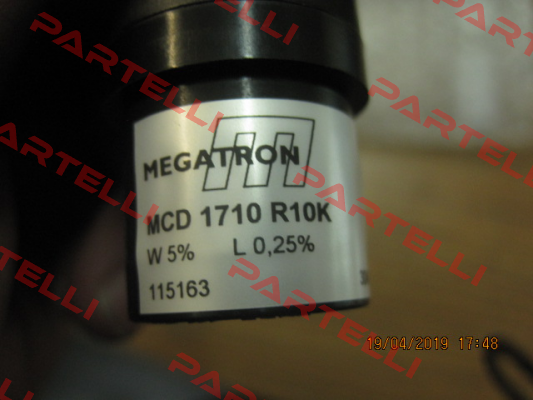 PARTELLI
PARTELLI
PARTELLI
MEGATRON
MCD 1710 R10K
W 5% L 0,25%
115163
PARTELLI
PARTELLI
19/04/2019 17:48
PARTELLI
PARTELLI